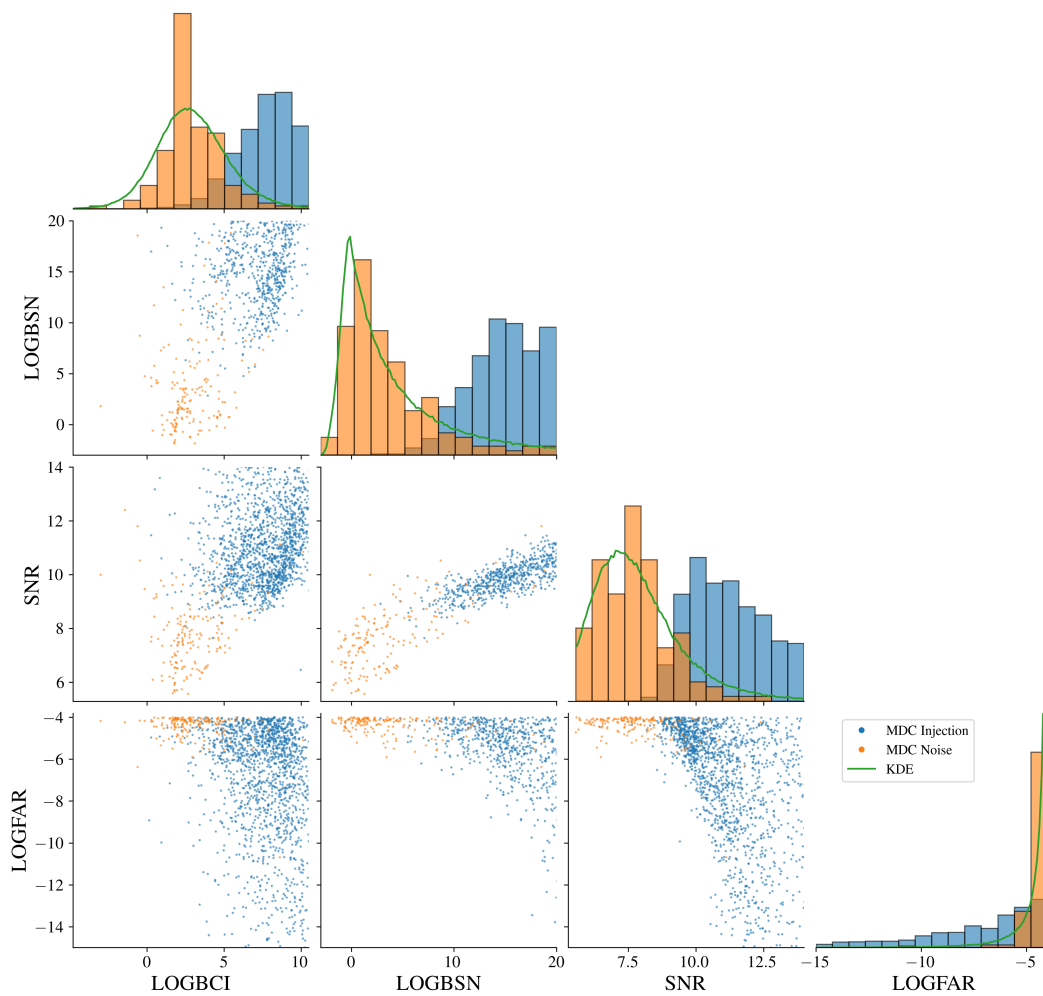 20
15
10
5
0
LOGBSN
14
12
10
8
6
SNR
−4
−6
−8
−10
−12
−14
LOGFAR
MDC Injection
MDC Noise
KDE
0 5 10
0 10 20
7.5 10.0 12.5
−15 −10 −5
LOGBCI LOGBSN SNR LOGFAR